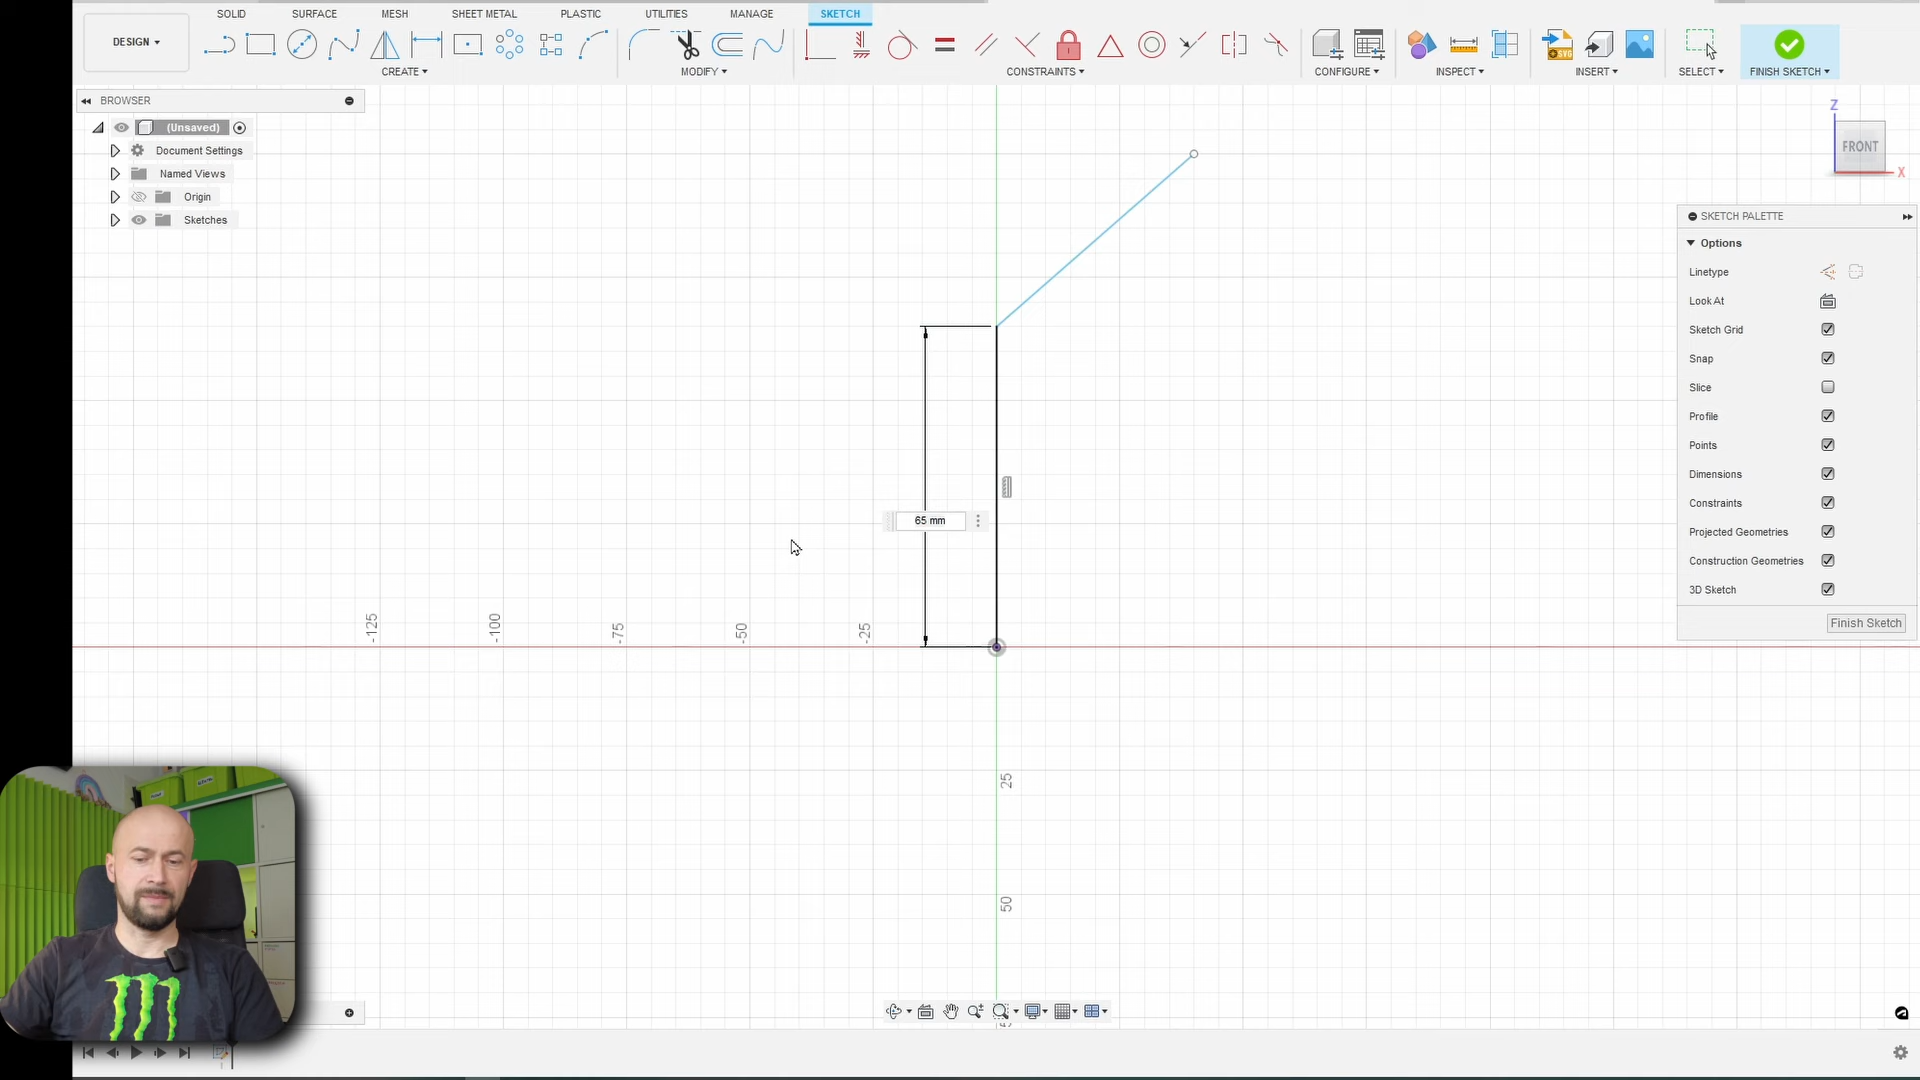 SOLID
SURFACE
MESH
SHEET METAL
PLASTIC
UTILITIES
MANAGE
SKETCH
DESIGN
CREATE
MODIFY
CONSTRAINTS
CONFIGURE
INSPECT
INSERT
SELECT
FINISH SKETCH
SVG
BROWSER
(Unsaved)
Document Settings
Named Views
Origin
Sketches
Z
FRONT
X
SKETCH PALETTE
Options
Linetype
Look At
Sketch Grid
Snap
Slice
Profile
Points
Dimensions
Constraints
Projected Geometries
Construction Geometries
3D Sketch
Finish Sketch
65 mm
-125
-100
-75
-50
-25
25
50